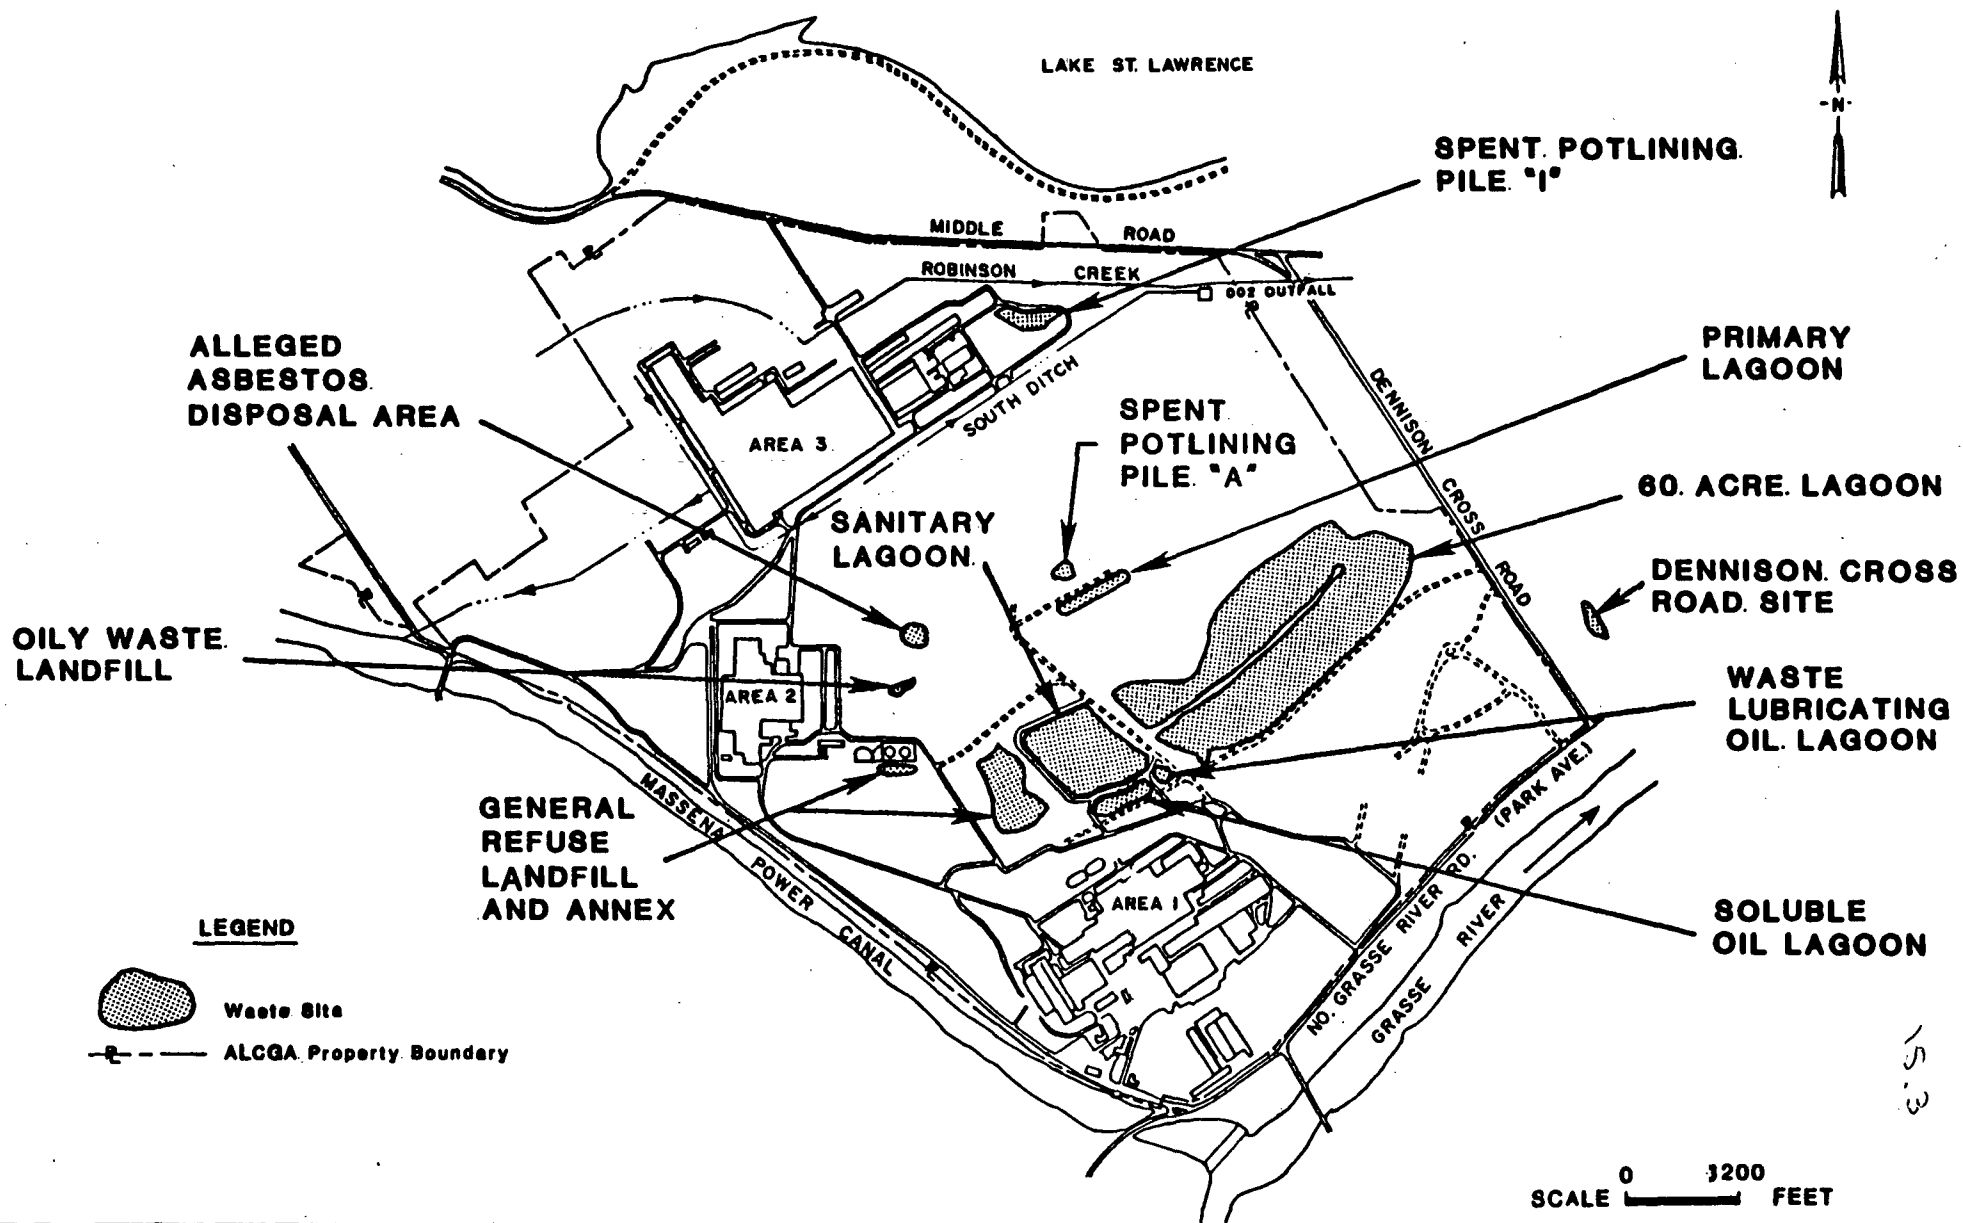 LAKE ST. LAWRENCE
-N-
SPENT. POTLINING.
PILE. "I"
MIDDLE ROAD
ROBINSON CREEK
002 OUTFALL
ALLEGED
ASBESTOS.
DISPOSAL AREA
PRIMARY
LAGOON
DENNISON CROSS ROAD
SOUTH DITCH
SPENT
POTLINING
PILE. "A"
AREA 3
60. ACRE. LAGOON
SANITARY
LAGOON.
DENNISON. CROSS
ROAD. SITE
OILY WASTE.
LANDFILL
AREA 2
WASTE
LUBRICATING
OIL. LAGOON
MASSENA POWER CANAL
GENERAL
REFUSE
LANDFILL
AND ANNEX
(PARK AVE.)
NO. GRASSE RIVER RD.
GRASSE RIVER
AREA 1
SOLUBLE
OIL LAGOON
LEGEND
Waste Site
PL
ALCOA Property Boundary
15.3
SCALE 0 1200 FEET